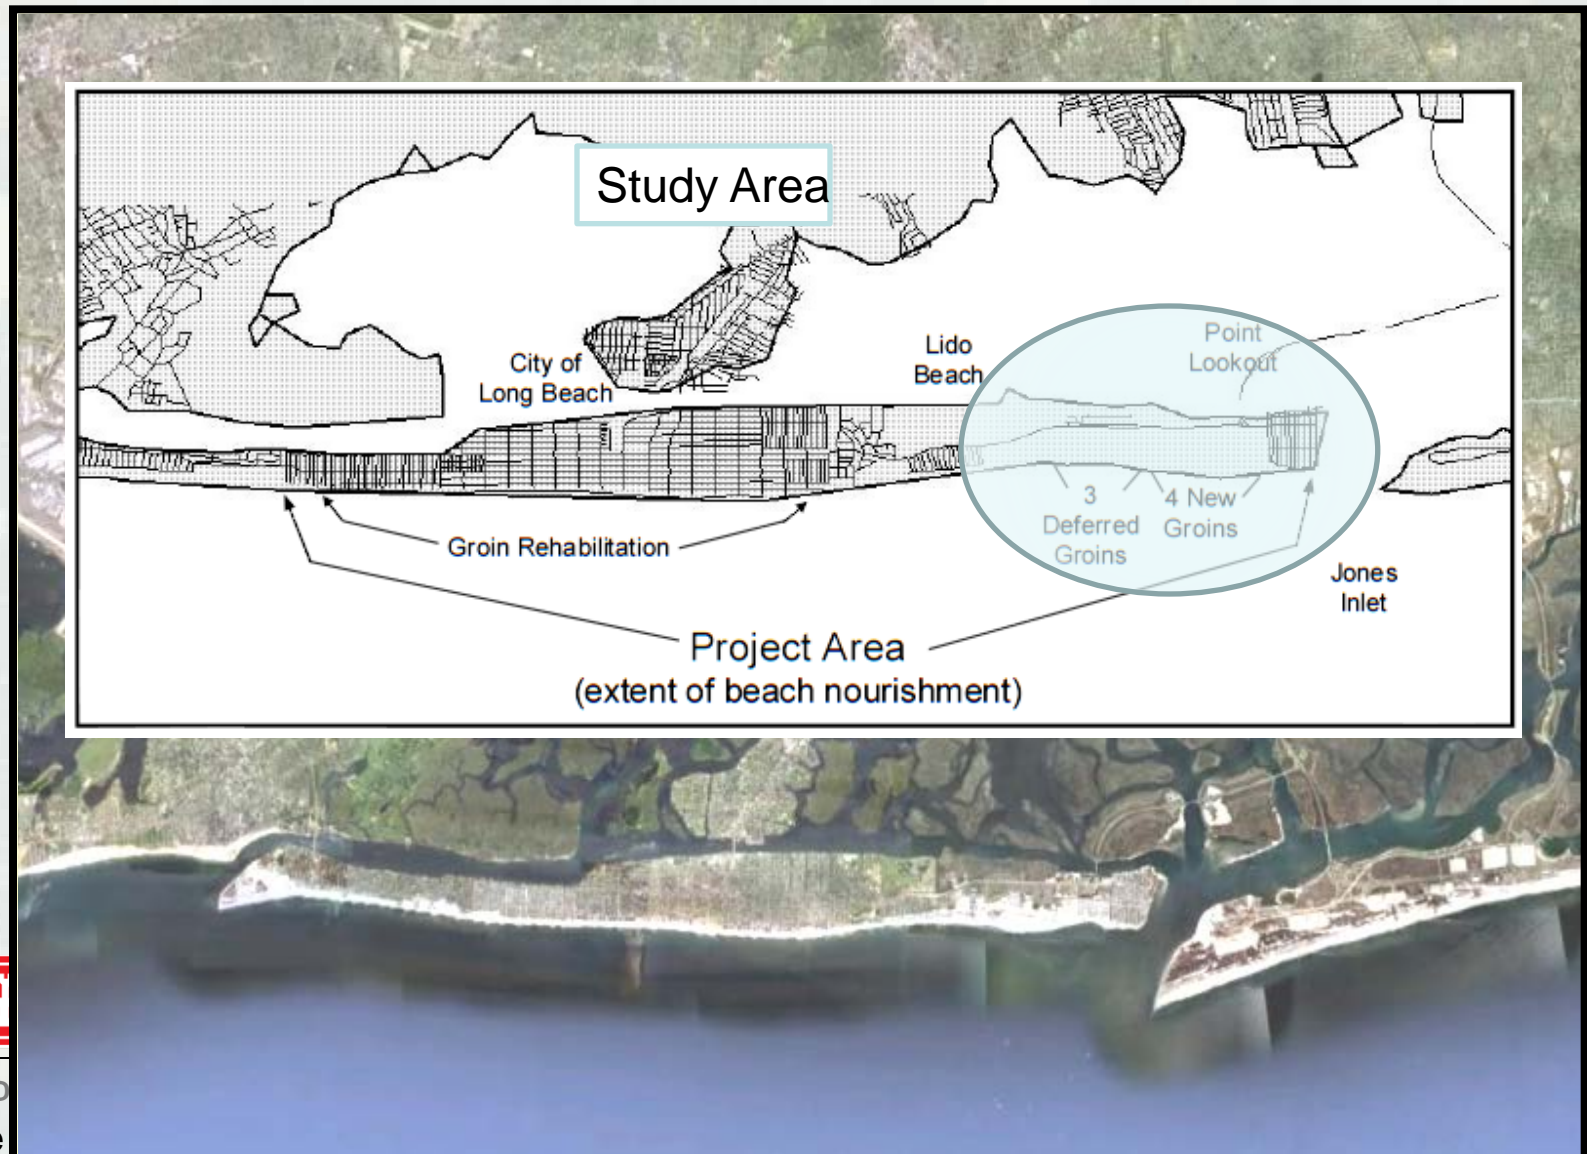 Study Area
City of
Long Beach
Lido
Beach
Point
Lookout
3
Deferred
Groins
4 New
Groins
Groin Rehabilitation
Jones
Inlet
Project Area
(extent of beach nourishment)